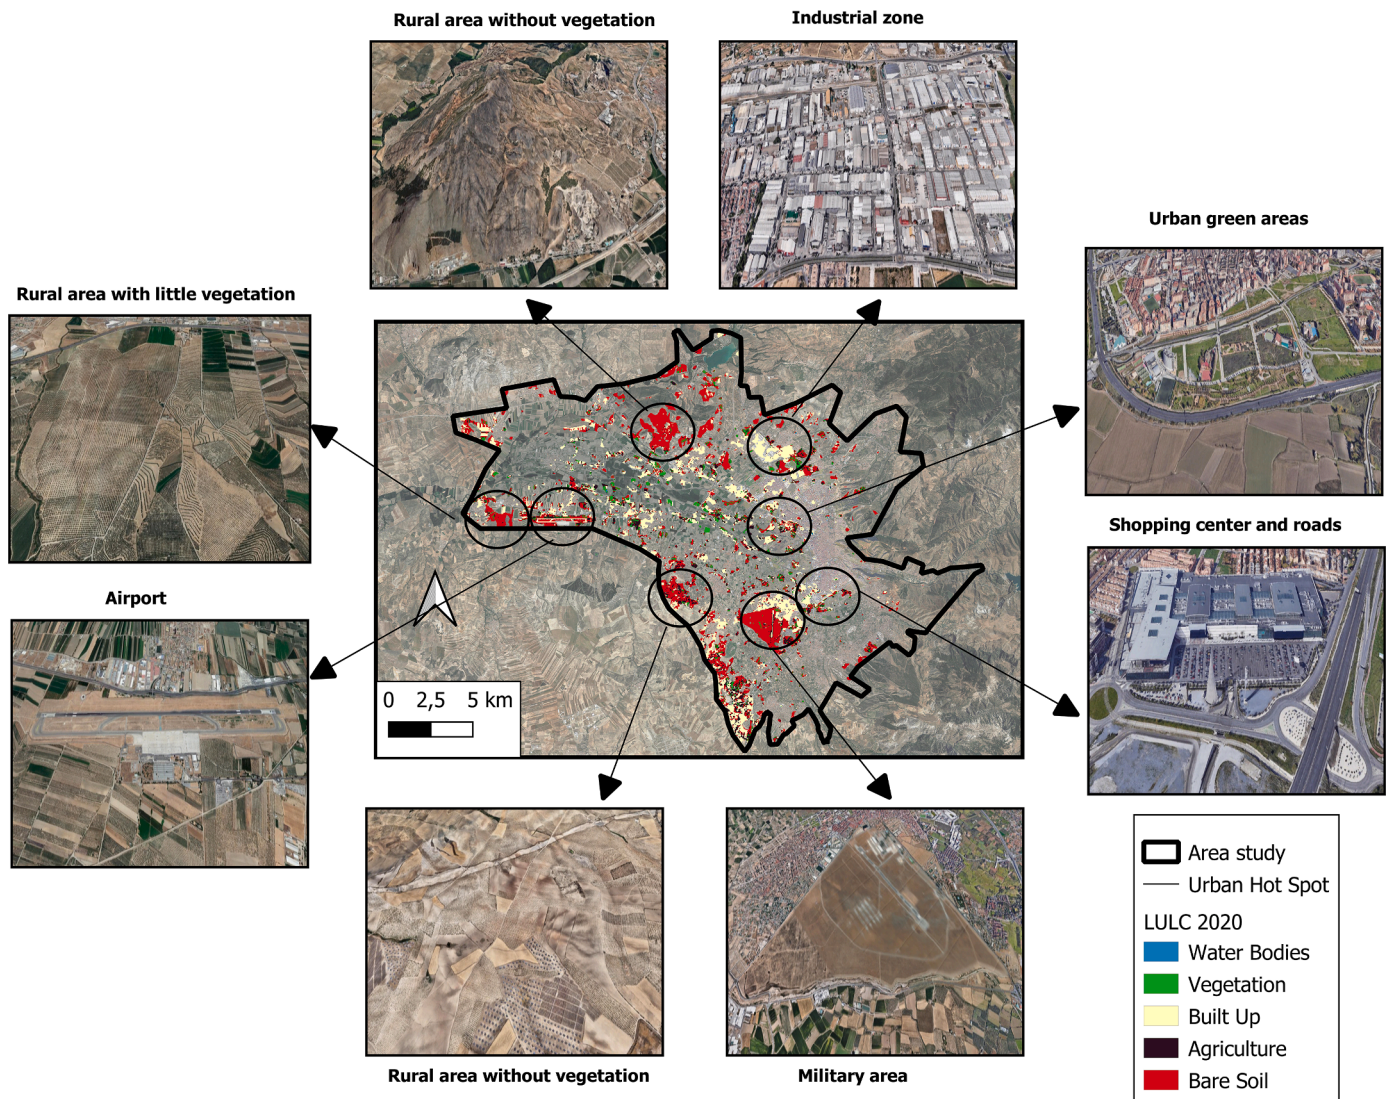 Rural area without vegetation
Industrial zone
Urban green areas
Rural area with little vegetation
Shopping center and roads
Airport
0 2,5 5 km
Rural area without vegetation
Military area
Area study
Urban Hot Spot
LULC 2020
Water Bodies
Vegetation
Built Up
Agriculture
Bare Soil